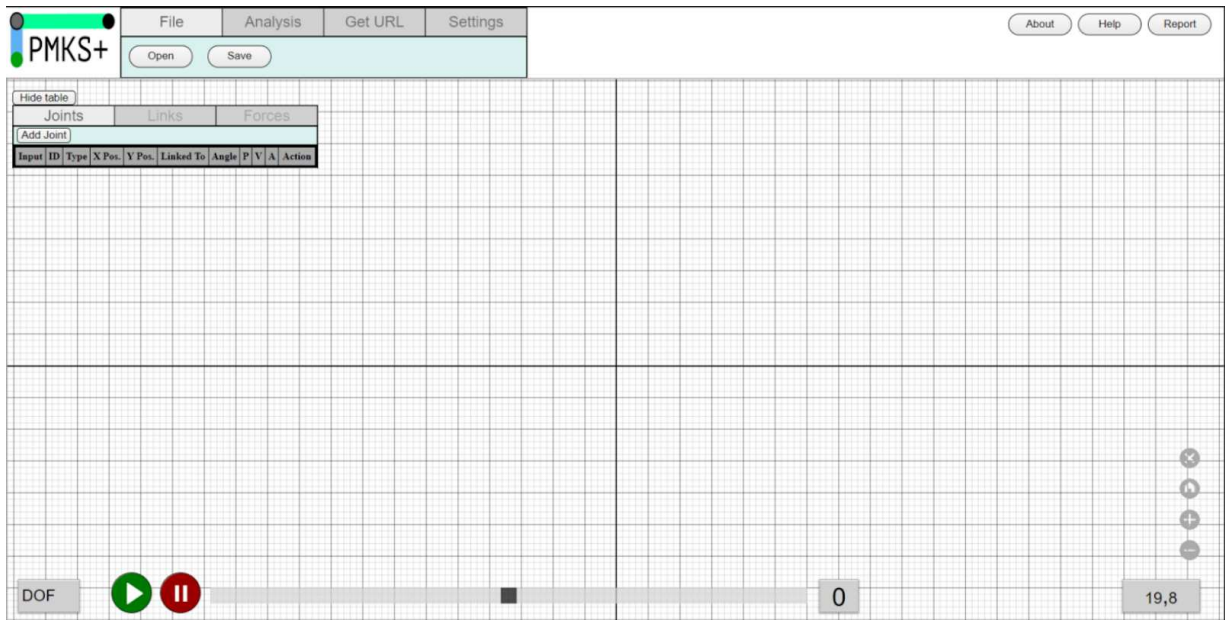 PMKS+
File Analysis Get URL Settings
Open Save
About Help Report
Hide table
Joints Links Forces
Add Joint
Input ID Type X Pos. Y Pos. Linked To Angle P V A Action
DOF
0
19,8